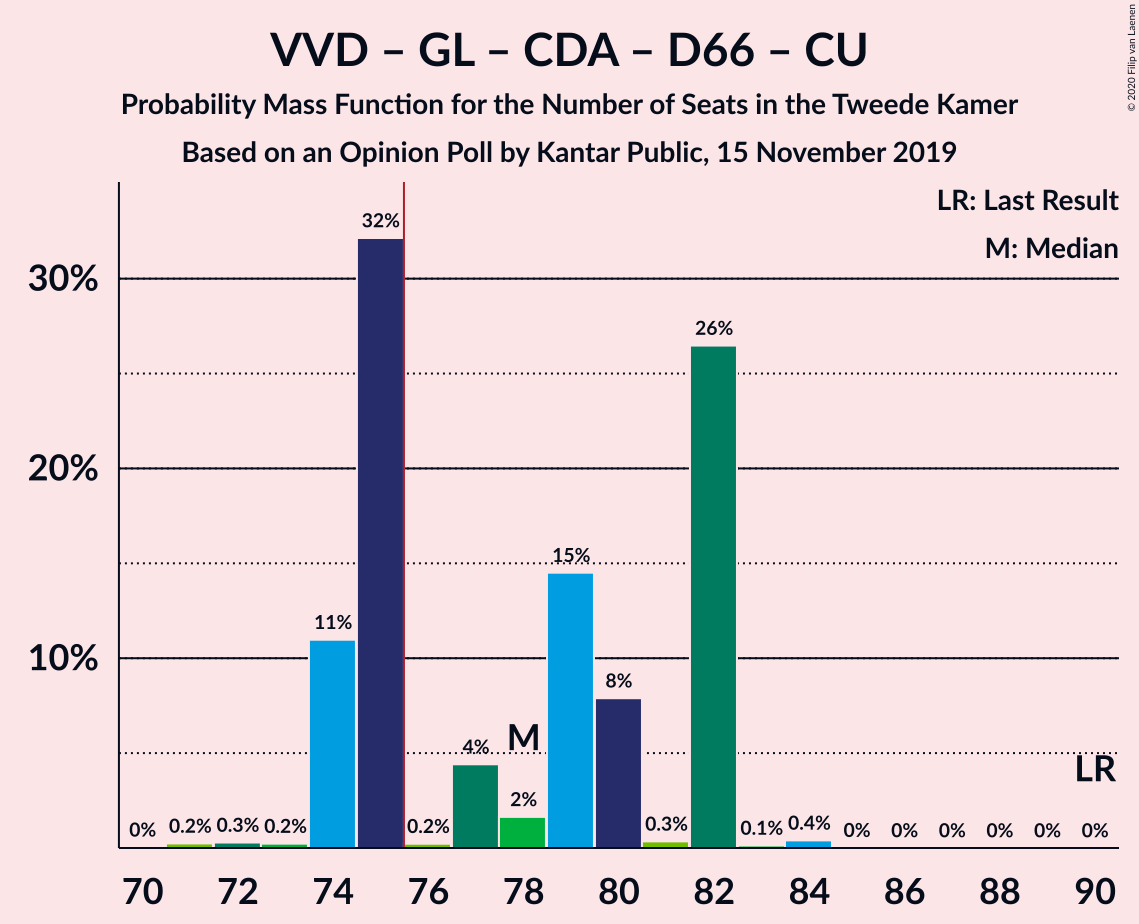 VVD – GL – CDA – D66 – CU
Probability Mass Function for the Number of Seats in the Tweede Kamer
Based on an Opinion Poll by Kantar Public, 15 November 2019
© 2020 Filip van Laenen
LR: Last Result
M: Median
30%
20%
10%
0%
0.2%
0.3%
0.2%
11%
32%
0.2%
4%
M
2%
15%
8%
0.3%
26%
0.1%
0.4%
0%
0%
0%
0%
0%
LR
0%
70 72 74 76 78 80 82 84 86 88 90